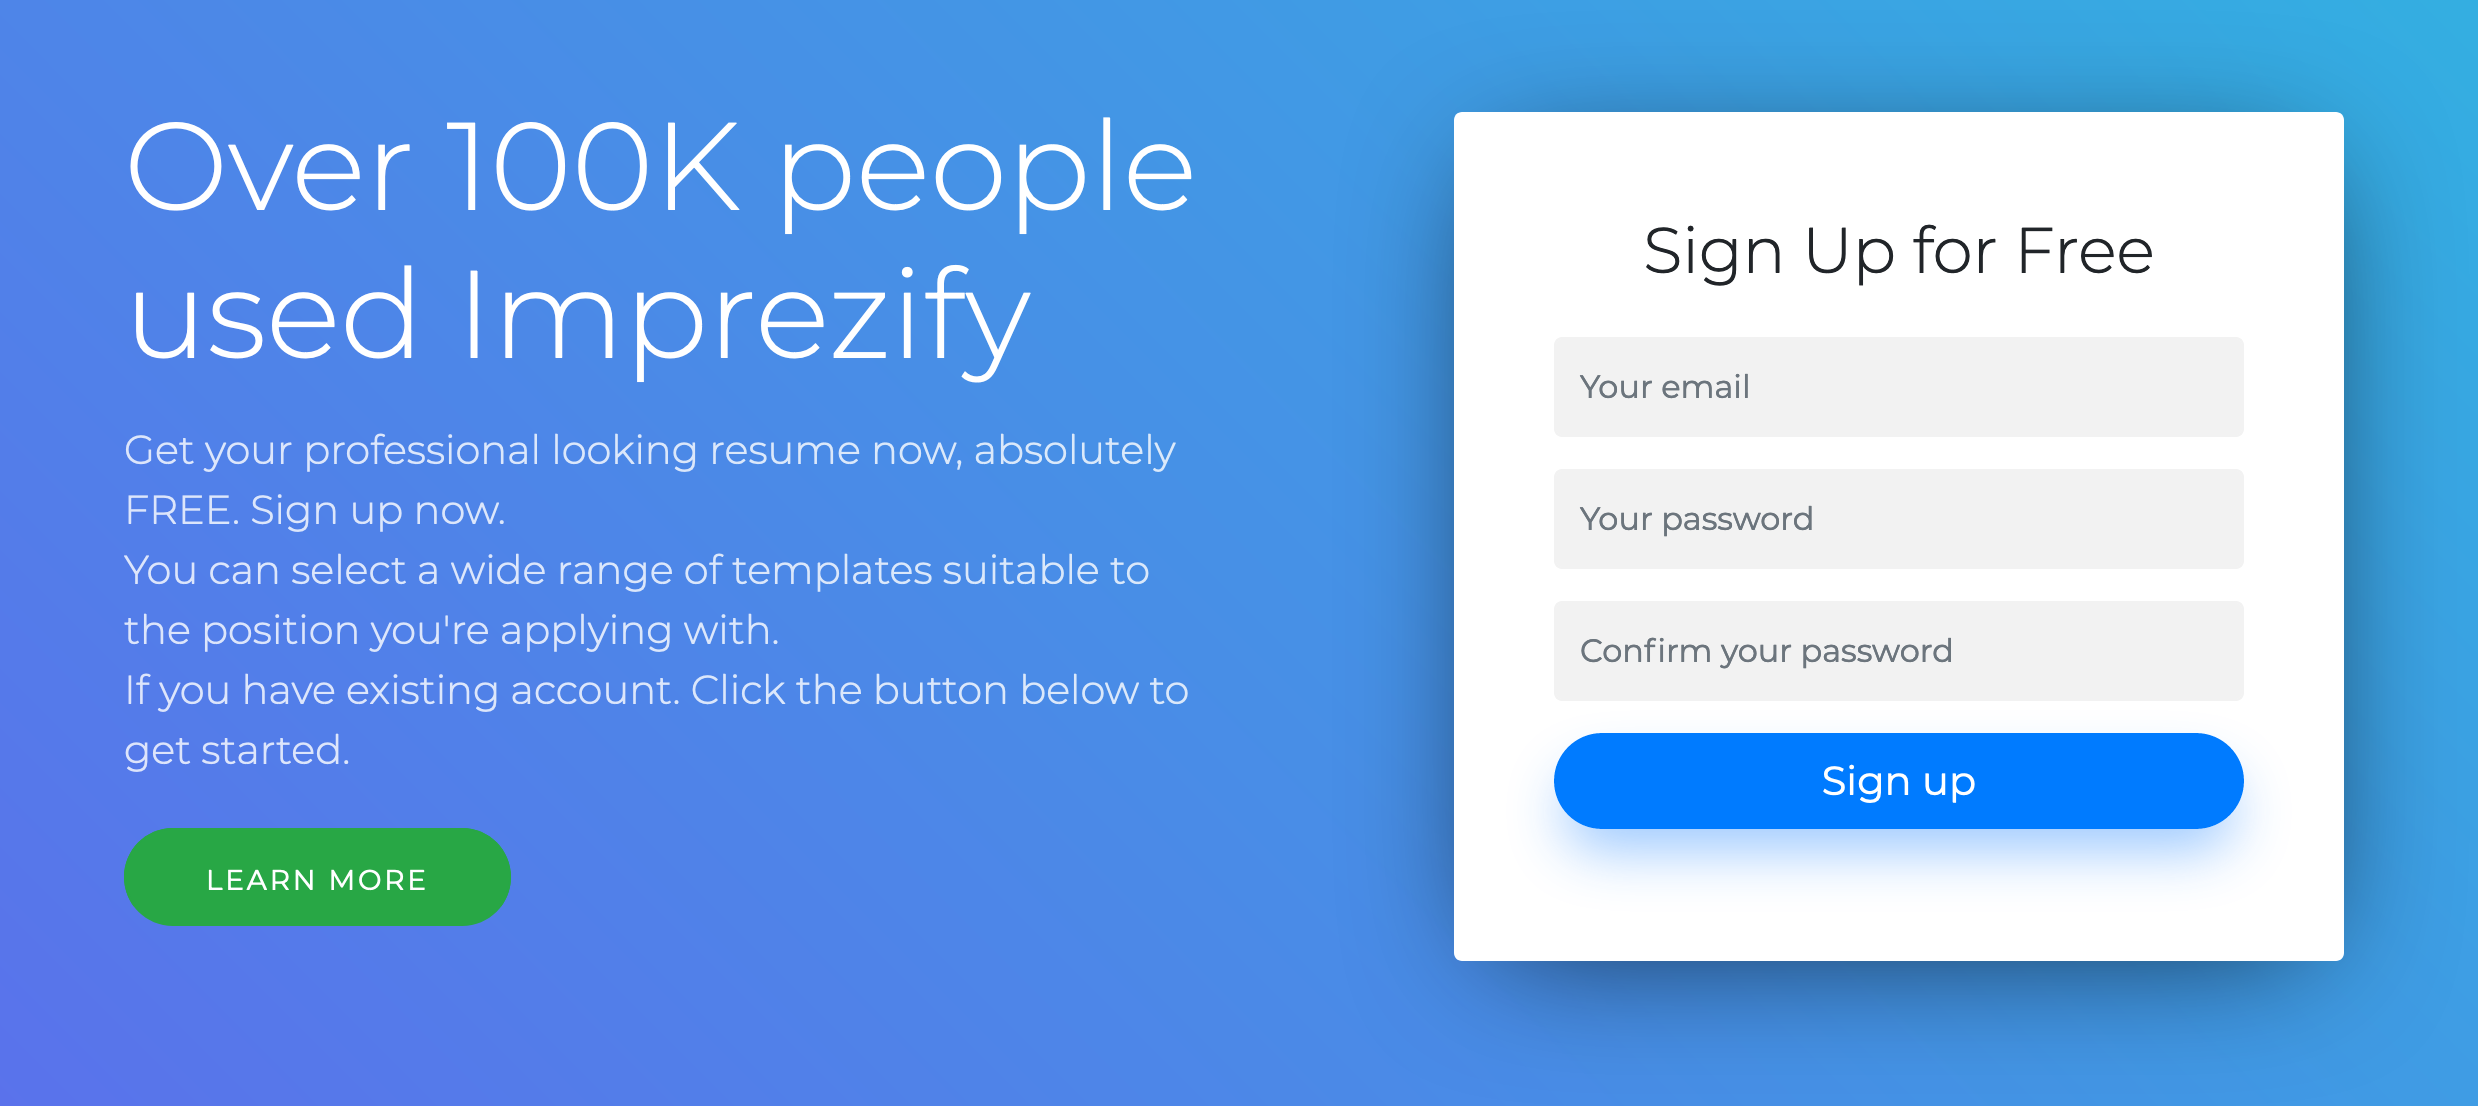 Over 100K people
used Imprezify
Get your professional looking resume now, absolutely
FREE. Sign up now.
You can select a wide range of templates suitable to
the position you're applying with.
If you have existing account. Click the button below to
get started.
LEARN MORE
Sign Up for Free
Your email
Your password
Confirm your password
Sign up